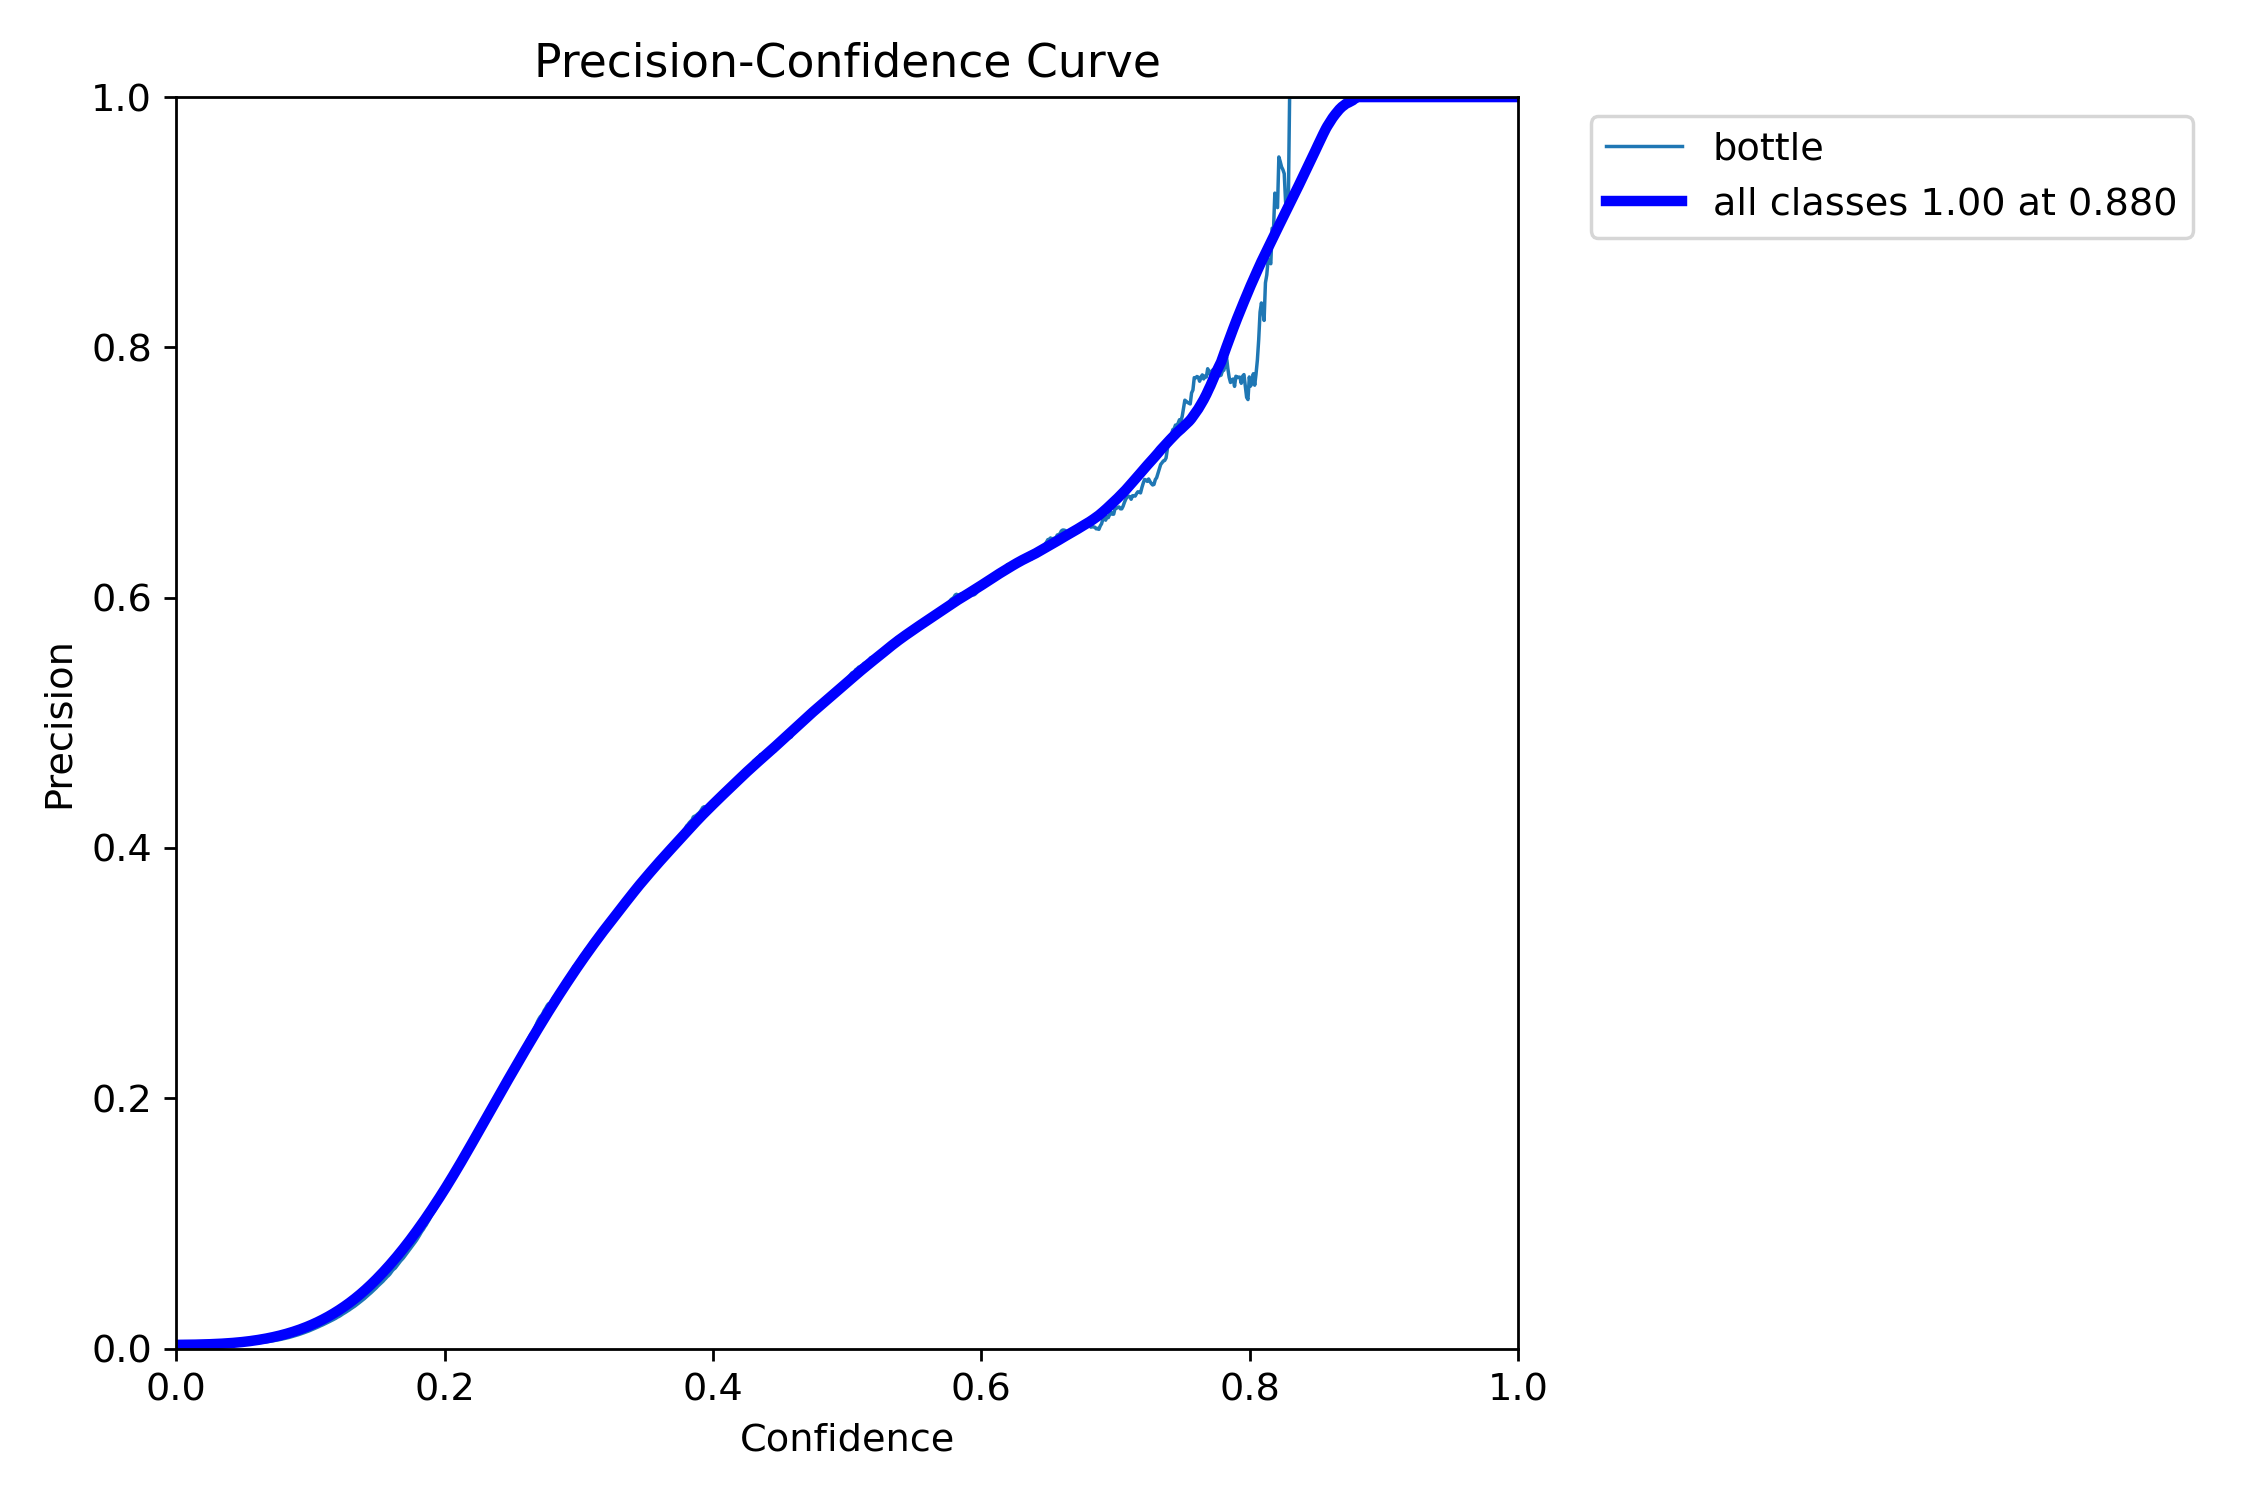 Precision-Confidence Curve
1.0
0.8
0.6
0.4
0.2
0.0
Precision
0.0 0.2 0.4 0.6 0.8 1.0
Confidence
bottle
all classes 1.00 at 0.880